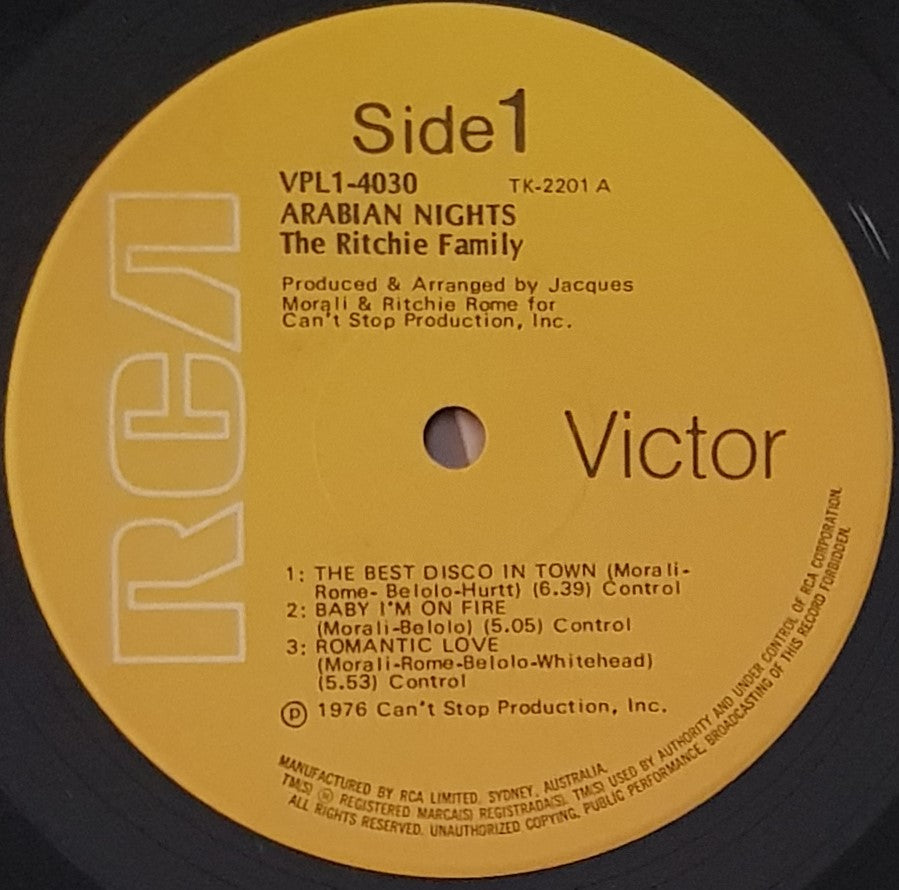 Side 1
VPL1-4030 TK-2201 A
ARABIAN NIGHTS
The Ritchie Family
Produced & Arranged by Jacques
Morali & Ritchie Rome for
Can't Stop Production, Inc.
RCA
Victor
1: THE BEST DISCO IN TOWN (Morali-
Rome- Belolo-Hurtt) (6.39) Control
2: BABY I'M ON FIRE
(Morali-Belolo) (5.05) Control
3: ROMANTIC LOVE
(Morali-Rome-Belolo-Whitehead)
(5.53) Control
℗ 1976 Can't Stop Production, Inc.
MANUFACTURED BY RCA LIMITED, SYDNEY, AUSTRALIA.
TM(S) ® REGISTERED MARCA(S) REGISTRADA(S). TM(S) USED BY AUTHORITY AND UNDER CONTROL OF RCA CORPORATION.
ALL RIGHTS RESERVED. UNAUTHORIZED COPYING, PUBLIC PERFORMANCE, BROADCASTING OF THIS RECORD FORBIDDEN.